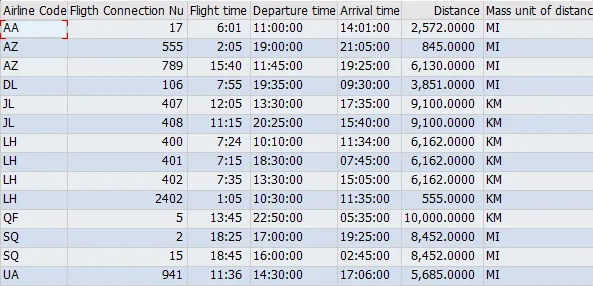 Airline Code Fligth Connection Nu Flight time Departure time Arrival time Distance Mass unit of distanc
AA 17 6:01 11:00:00 14:01:00 2,572.0000 MI
AZ 555 2:05 19:00:00 21:05:00 845.0000 MI
AZ 789 15:40 11:45:00 19:25:00 6,130.0000 MI
DL 106 7:55 19:35:00 09:30:00 3,851.0000 MI
JL 407 12:05 13:30:00 17:35:00 9,100.0000 KM
JL 408 11:15 20:25:00 15:40:00 9,100.0000 KM
LH 400 7:24 10:10:00 11:34:00 6,162.0000 KM
LH 401 7:15 18:30:00 07:45:00 6,162.0000 KM
LH 402 7:35 13:30:00 15:05:00 6,162.0000 KM
LH 2402 1:05 10:30:00 11:35:00 555.0000 KM
QF 5 13:45 22:50:00 05:35:00 10,000.0000 KM
SQ 2 18:25 17:00:00 19:25:00 8,452.0000 MI
SQ 15 18:45 16:00:00 02:45:00 8,452.0000 MI
UA 941 11:36 14:30:00 17:06:00 5,685.0000 MI